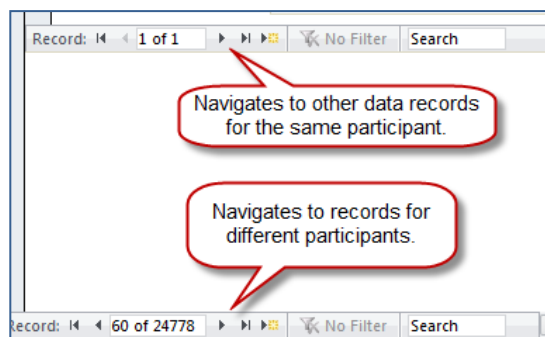 Record: 1 of 1 No Filter Search
Navigates to other data records
for the same participant.
Navigates to records for
different participants.
Record: 60 of 24778 No Filter Search